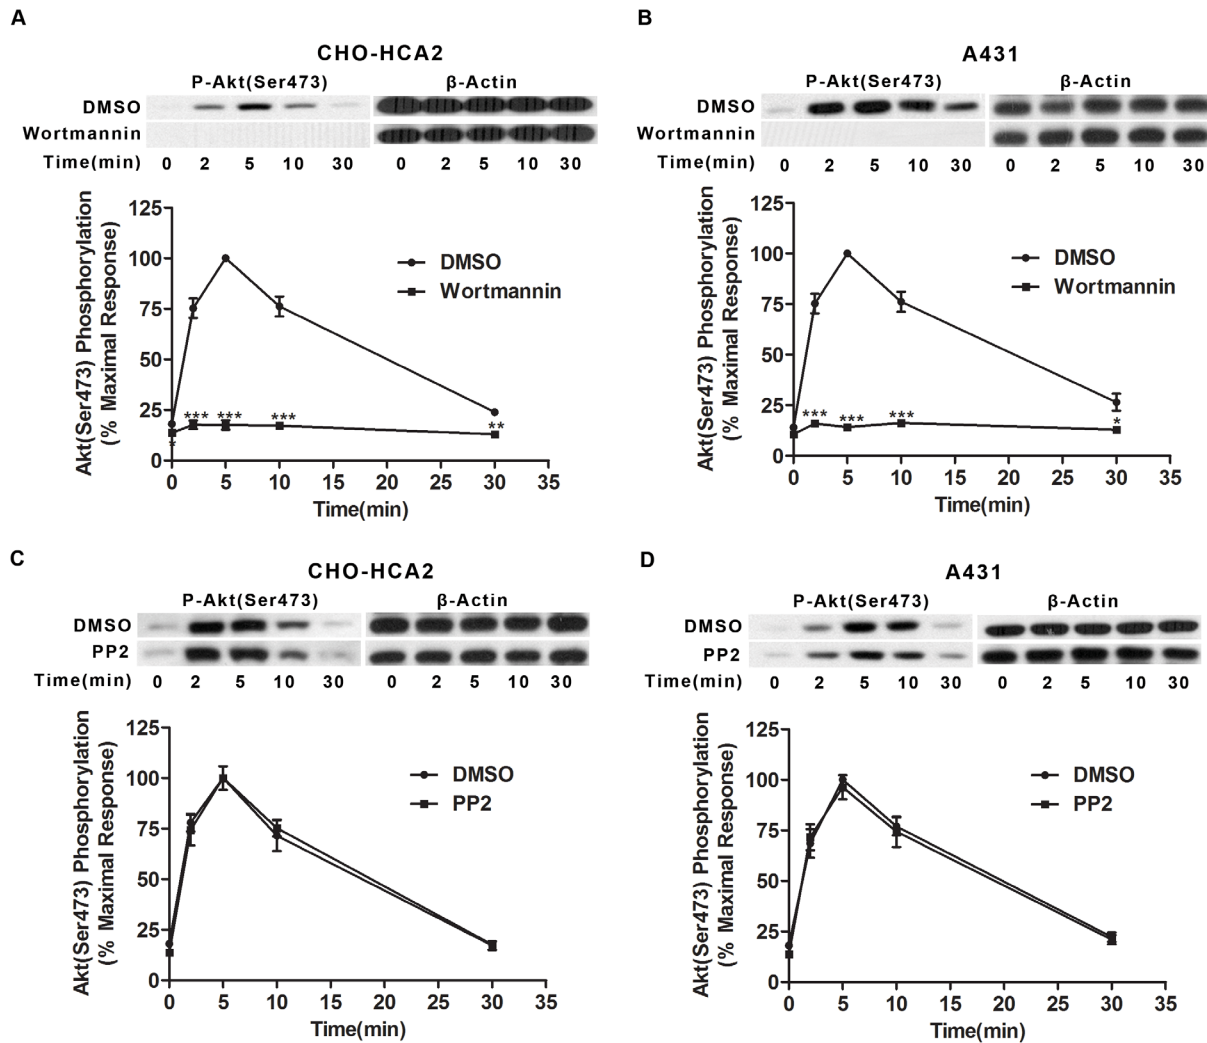 A
CHO-HCA2
P-Akt(Ser473) β-Actin
DMSO
Wortmannin
Time(min) 0 2 5 10 30 0 2 5 10 30
Akt(Ser473) Phosphorylation
(% Maximal Response)
125
100
75
50
25
0
DMSO
Wortmannin
*** *** *** **
*
0 5 10 15 20 25 30 35
Time(min)
B
A431
P-Akt(Ser473) β-Actin
DMSO
Wortmannin
Time(min) 0 2 5 10 30 0 2 5 10 30
Akt(Ser473) Phosphorylation
(% Maximal Response)
125
100
75
50
25
0
DMSO
Wortmannin
*** *** *** *
0 5 10 15 20 25 30 35
Time(min)
C
CHO-HCA2
P-Akt(Ser473) β-Actin
DMSO
PP2
Time(min) 0 2 5 10 30 0 2 5 10 30
Akt(Ser473) Phosphorylation
(% Maximal Response)
125
100
75
50
25
0
DMSO
PP2
0 5 10 15 20 25 30 35
Time(min)
D
A431
P-Akt(Ser473) β-Actin
DMSO
PP2
Time(min) 0 2 5 10 30 0 2 5 10 30
Akt(Ser473) Phosphorylation
(% Maximal Response)
125
100
75
50
25
0
DMSO
PP2
0 5 10 15 20 25 30 35
Time(min)